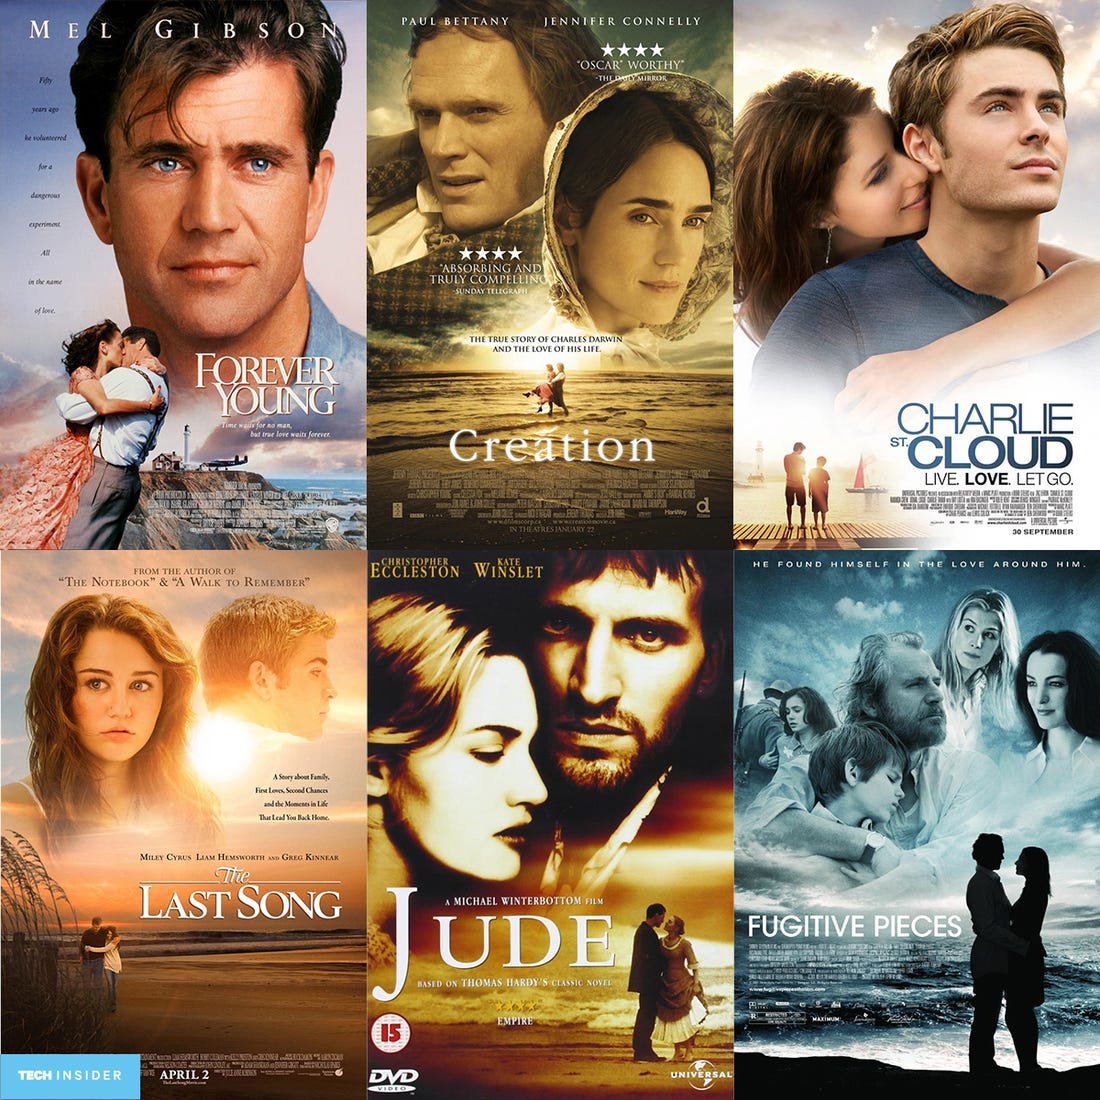 MEL GIBSON
Fifty
years ago
he volunteered
for a
dangerous
experiment.
All
in the name
of love.
FOREVER
YOUNG
Time waits for no man,
but true love waits forever.
PAUL BETTANY JENNIFER CONNELLY
★★★★
"OSCAR® WORTHY"
-THE DAILY MIRROR
★★★★
"ABSORBING AND
TRULY COMPELLING"
-SUNDAY TELEGRAPH
THE TRUE STORY OF CHARLES DARWIN
AND THE LOVE OF HIS LIFE.
Creation
IN THEATRES JANUARY 22
CHARLIE
ST. CLOUD
LIVE. LOVE. LET GO.
30 SEPTEMBER
FROM THE AUTHOR OF
"THE NOTEBOOK" & "A WALK TO REMEMBER"
A Story about Family,
First Loves, Second Chances
and the Moments in Life
That Lead You Back Home.
MILEY CYRUS LIAM HEMSWORTH AND GREG KINNEAR
The
LAST SONG
APRIL 2
TheLastSongMovie.com
TECH INSIDER
CHRISTOPHER ECCLESTON KATE WINSLET
A MICHAEL WINTERBOTTOM FILM
JUDE
BASED ON THOMAS HARDY'S CLASSIC NOVEL
★★★★
EMPIRE
15
DVD
VIDEO
UNIVERSAL
HE FOUND HIMSELF IN THE LOVE AROUND HIM.
FUGITIVE PIECES
R RESTRICTED
MAXIMUM